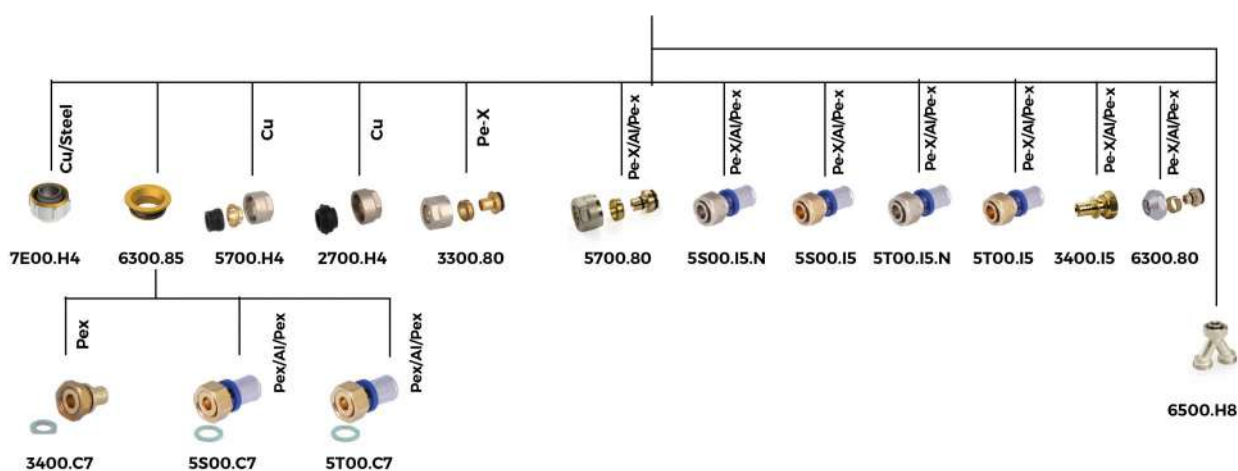 Cu/Steel
Cu
Cu
Pe-X
Pe-X/Al/Pe-x
Pe-X/Al/Pe-x
Pe-X/Al/Pe-x
Pe-X/Al/Pe-x
Pe-X/Al/Pe-x
Pe-X/Al/Pe-x
Pe-X/Al/Pe-x
7E00.H4 6300.85 5700.H4 2700.H4 3300.80 5700.80 5S00.I5.N 5S00.I5 5T00.I5.N 5T00.I5 3400.I5 6300.80
Pex
Pex/Al/Pex
Pex/Al/Pex
6500.H8
3400.C7 5S00.C7 5T00.C7